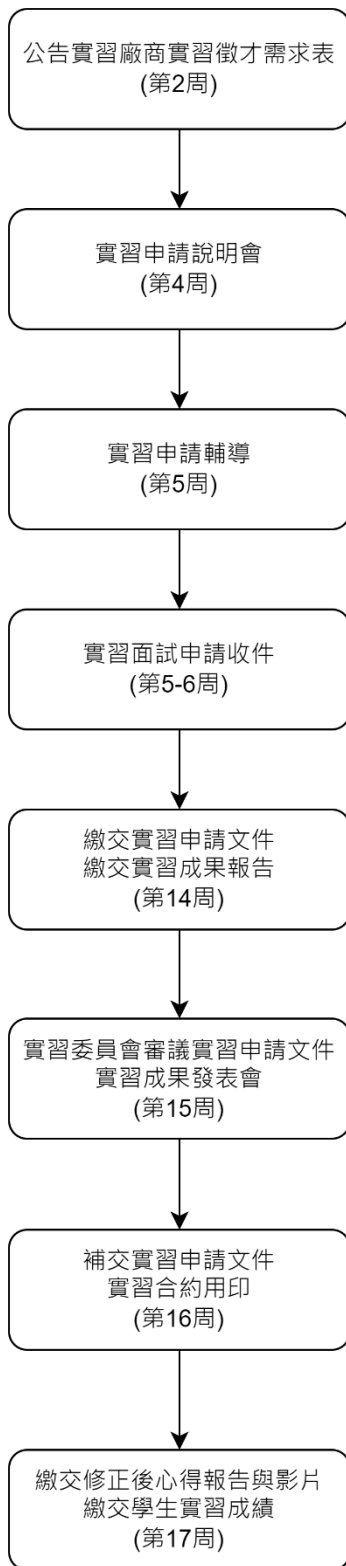 公告實習廠商實習徵才需求表
(第2周)
實習申請說明會
(第4周)
實習申請輔導
(第5周)
實習面試申請收件
(第5-6周)
繳交實習申請文件
繳交實習成果報告
(第14周)
實習委員會審議實習申請文件
實習成果發表會
(第15周)
補交實習申請文件
實習合約用印
(第16周)
繳交修正後心得報告與影片
繳交學生實習成績
(第17周)